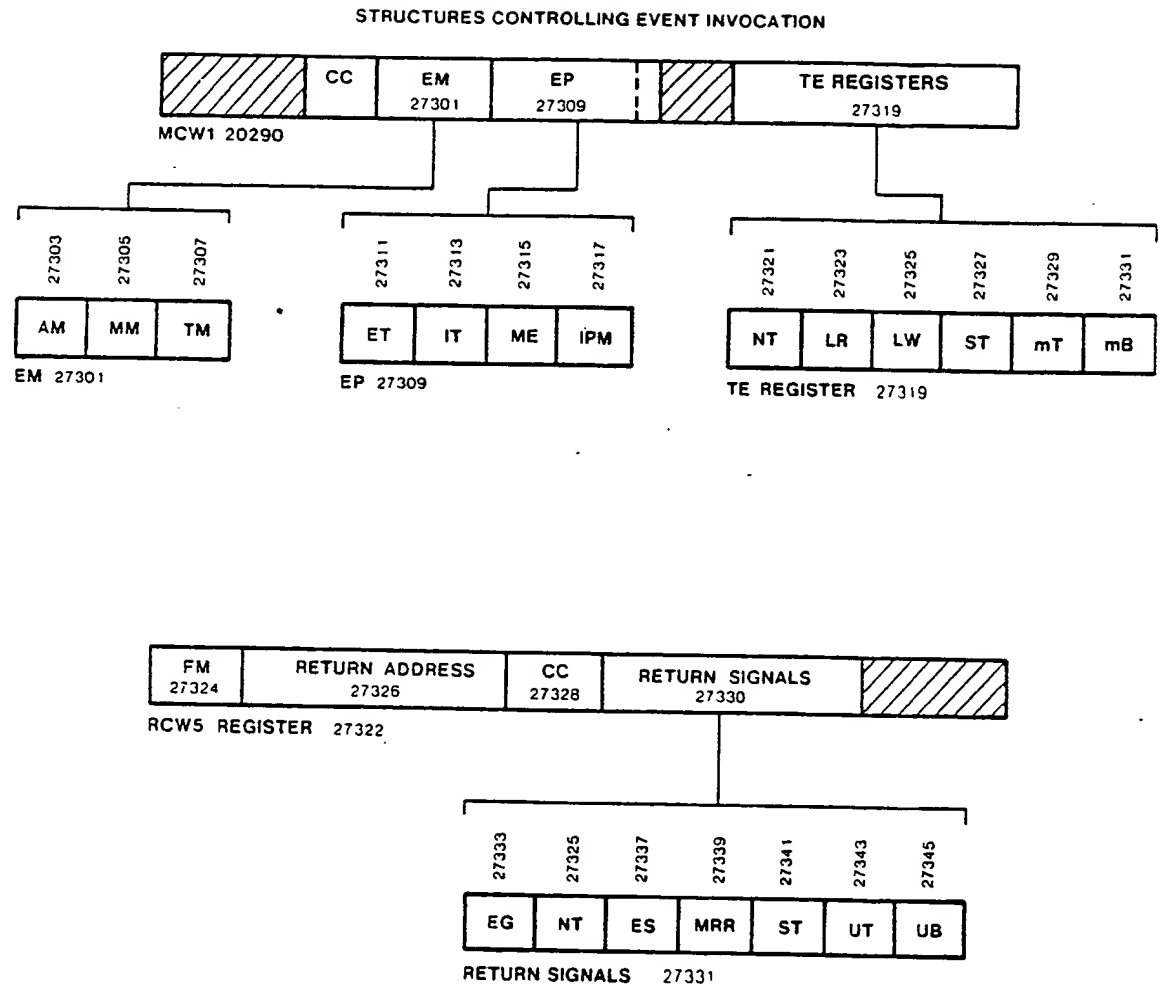 STRUCTURES CONTROLLING EVENT INVOCATION
CC EM EP TE REGISTERS
27301 27309 27319
MCW1 20290
27303 27305 27307 27311 27313 27315 27317 27321 27323 27325 27327 27329 27331
AM MM TM ET IT ME IPM NT LR LW ST mT mB
EM 27301 EP 27309 TE REGISTER 27319
FM RETURN ADDRESS CC RETURN SIGNALS
27324 27326 27328 27330
RCW5 REGISTER 27322
27333 27325 27337 27339 27341 27343 27345
EG NT ES MRR ST UT UB
RETURN SIGNALS 27331